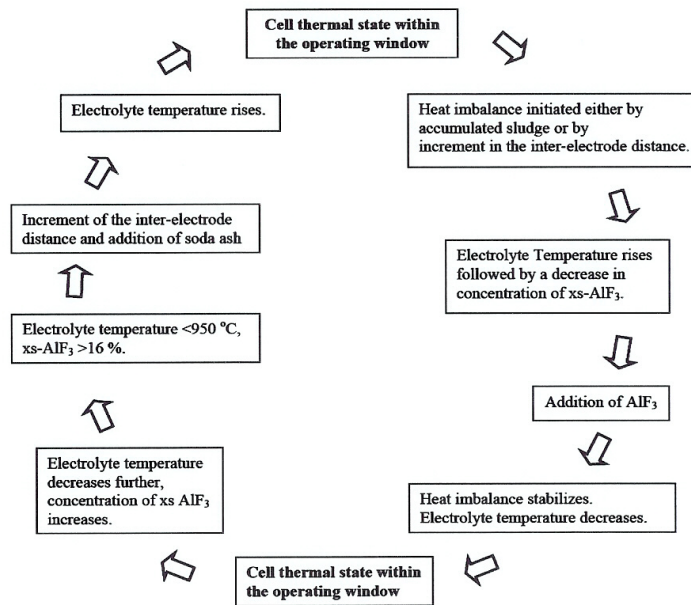 Cell thermal state within
the operating window
Electrolyte temperature rises.
Heat imbalance initiated either by
accumulated sludge or by
increment in the inter-electrode distance.
Increment of the inter-electrode
distance and addition of soda ash
Electrolyte Temperature rises
followed by a decrease in
concentration of xs-AlF₃.
Electrolyte temperature <950 °C,
xs-AlF₃ >16 %.
Addition of AlF₃
Electrolyte temperature
decreases further,
concentration of xs AlF₃
increases.
Heat imbalance stabilizes.
Electrolyte temperature decreases.
Cell thermal state within
the operating window